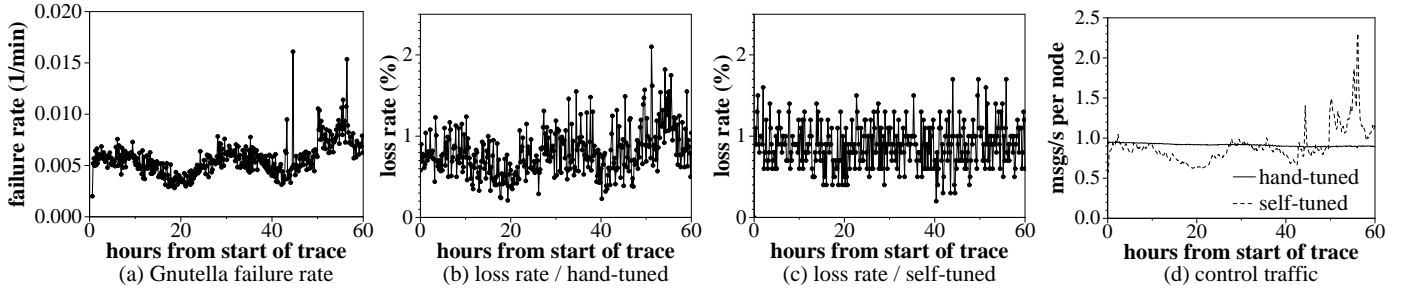 failure rate (1/min)
0.020
0.015
0.010
0.005
0.000
0 20 40 60
hours from start of trace
(a) Gnutella failure rate
loss rate (%)
2
1
0
0 20 40 60
hours from start of trace
(b) loss rate / hand-tuned
loss rate (%)
2
1
0
0 20 40 60
hours from start of trace
(c) loss rate / self-tuned
msgs/s per node
2.5
2.0
1.5
1.0
0.5
0.0
hand-tuned
self-tuned
0 20 40 60
hours from start of trace
(d) control traffic